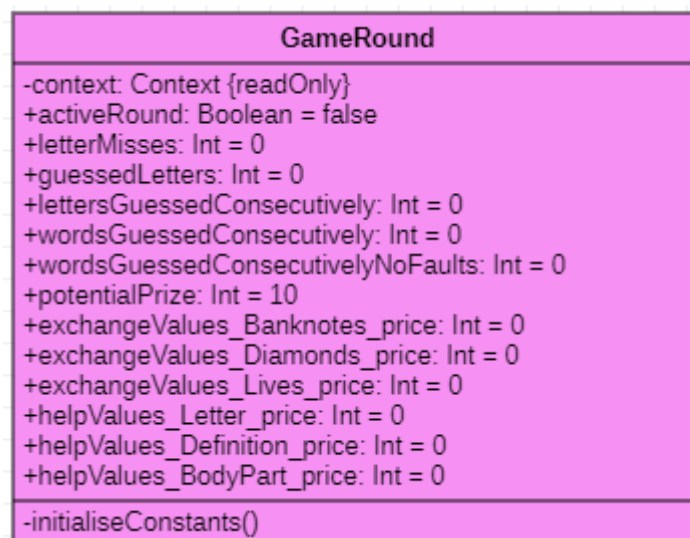 GameRound
-context: Context {readOnly}
+activeRound: Boolean = false
+letterMisses: Int = 0
+guessedLetters: Int = 0
+lettersGuessedConsecutively: Int = 0
+wordsGuessedConsecutively: Int = 0
+wordsGuessedConsecutivelyNoFaults: Int = 0
+potentialPrize: Int = 10
+exchangeValues_Banknotes_price: Int = 0
+exchangeValues_Diamonds_price: Int = 0
+exchangeValues_Lives_price: Int = 0
+helpValues_Letter_price: Int = 0
+helpValues_Definition_price: Int = 0
+helpValues_BodyPart_price: Int = 0
-initialiseConstants()